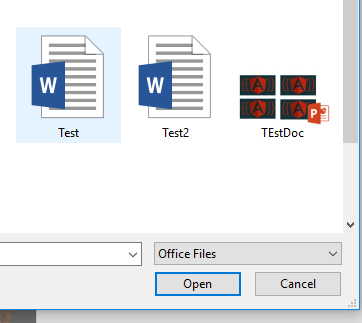 W
W
P
Test
Test2
TEstDoc
Office Files
Open
Cancel